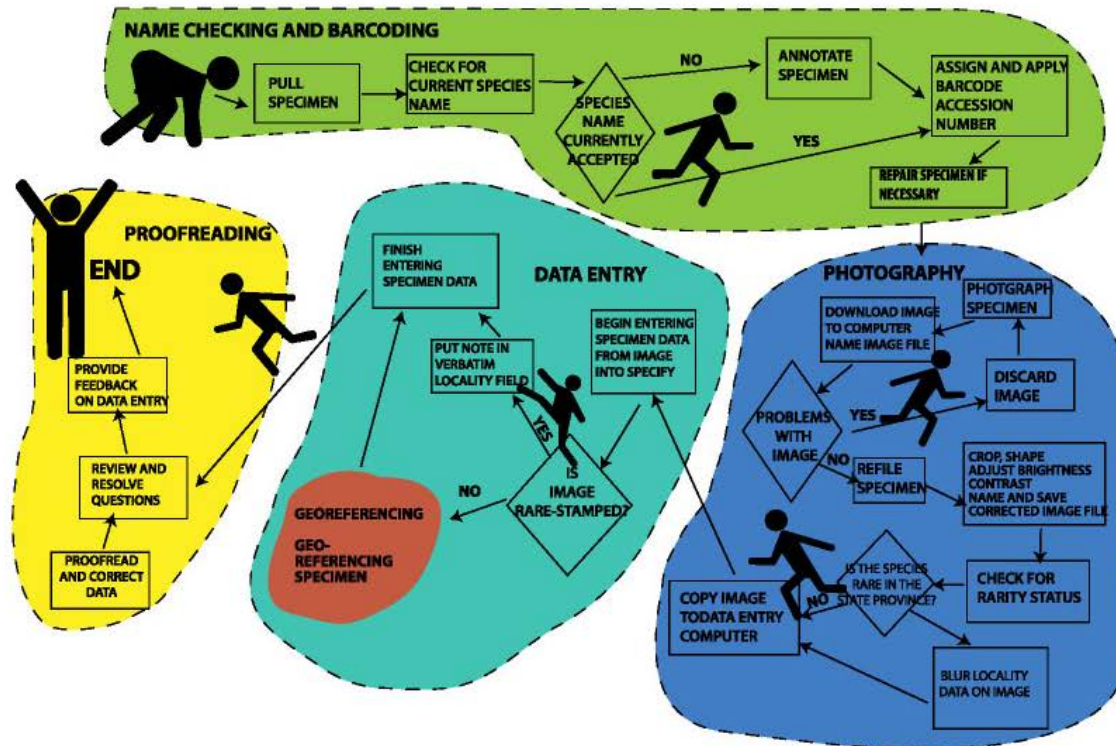 NAME CHECKING AND BARCODING
PULL
SPECIMEN
CHECK FOR
CURRENT SPECIES
NAME
SPECIES
NAME
CURRENTLY
ACCEPTED
NO
YES
ANNOTATE
SPECIMEN
ASSIGN AND APPLY
BARCODE
ACCESSION
NUMBER
REPAIR SPECIMEN IF
NECESSARY
PHOTOGRAPHY
PHOTGRAPH
SPECIMEN
DOWNLOAD IMAGE
TO COMPUTER
NAME IMAGE FILE
PROBLEMS
WITH
IMAGE
YES
DISCARD
IMAGE
NO
REFILE
SPECIMEN
CROP, SHAPE
ADJUST BRIGHTNESS
CONTRAST
NAME AND SAVE
CORRECTED IMAGE FILE
CHECK FOR
RARITY STATUS
IS THE SPECIES
RARE IN THE
STATE PROVINCE?
NO
BLUR LOCALITY
DATA ON IMAGE
COPY IMAGE
TODATA ENTRY
COMPUTER
DATA ENTRY
BEGIN ENTERING
SPECIMEN DATA
FROM IMAGE
INTO SPECIFY
IS
IMAGE
RARE-STAMPED?
YES
PUT NOTE IN
VERBATIM
LOCALITY FIELD
NO
GEOREFERENCING
GEO-
REFERENCING
SPECIMEN
FINISH
ENTERING
SPECIMEN DATA
PROOFREADING
PROOFREAD
AND CORRECT
DATA
REVIEW AND
RESOLVE
QUESTIONS
PROVIDE
FEEDBACK
ON DATA ENTRY
END